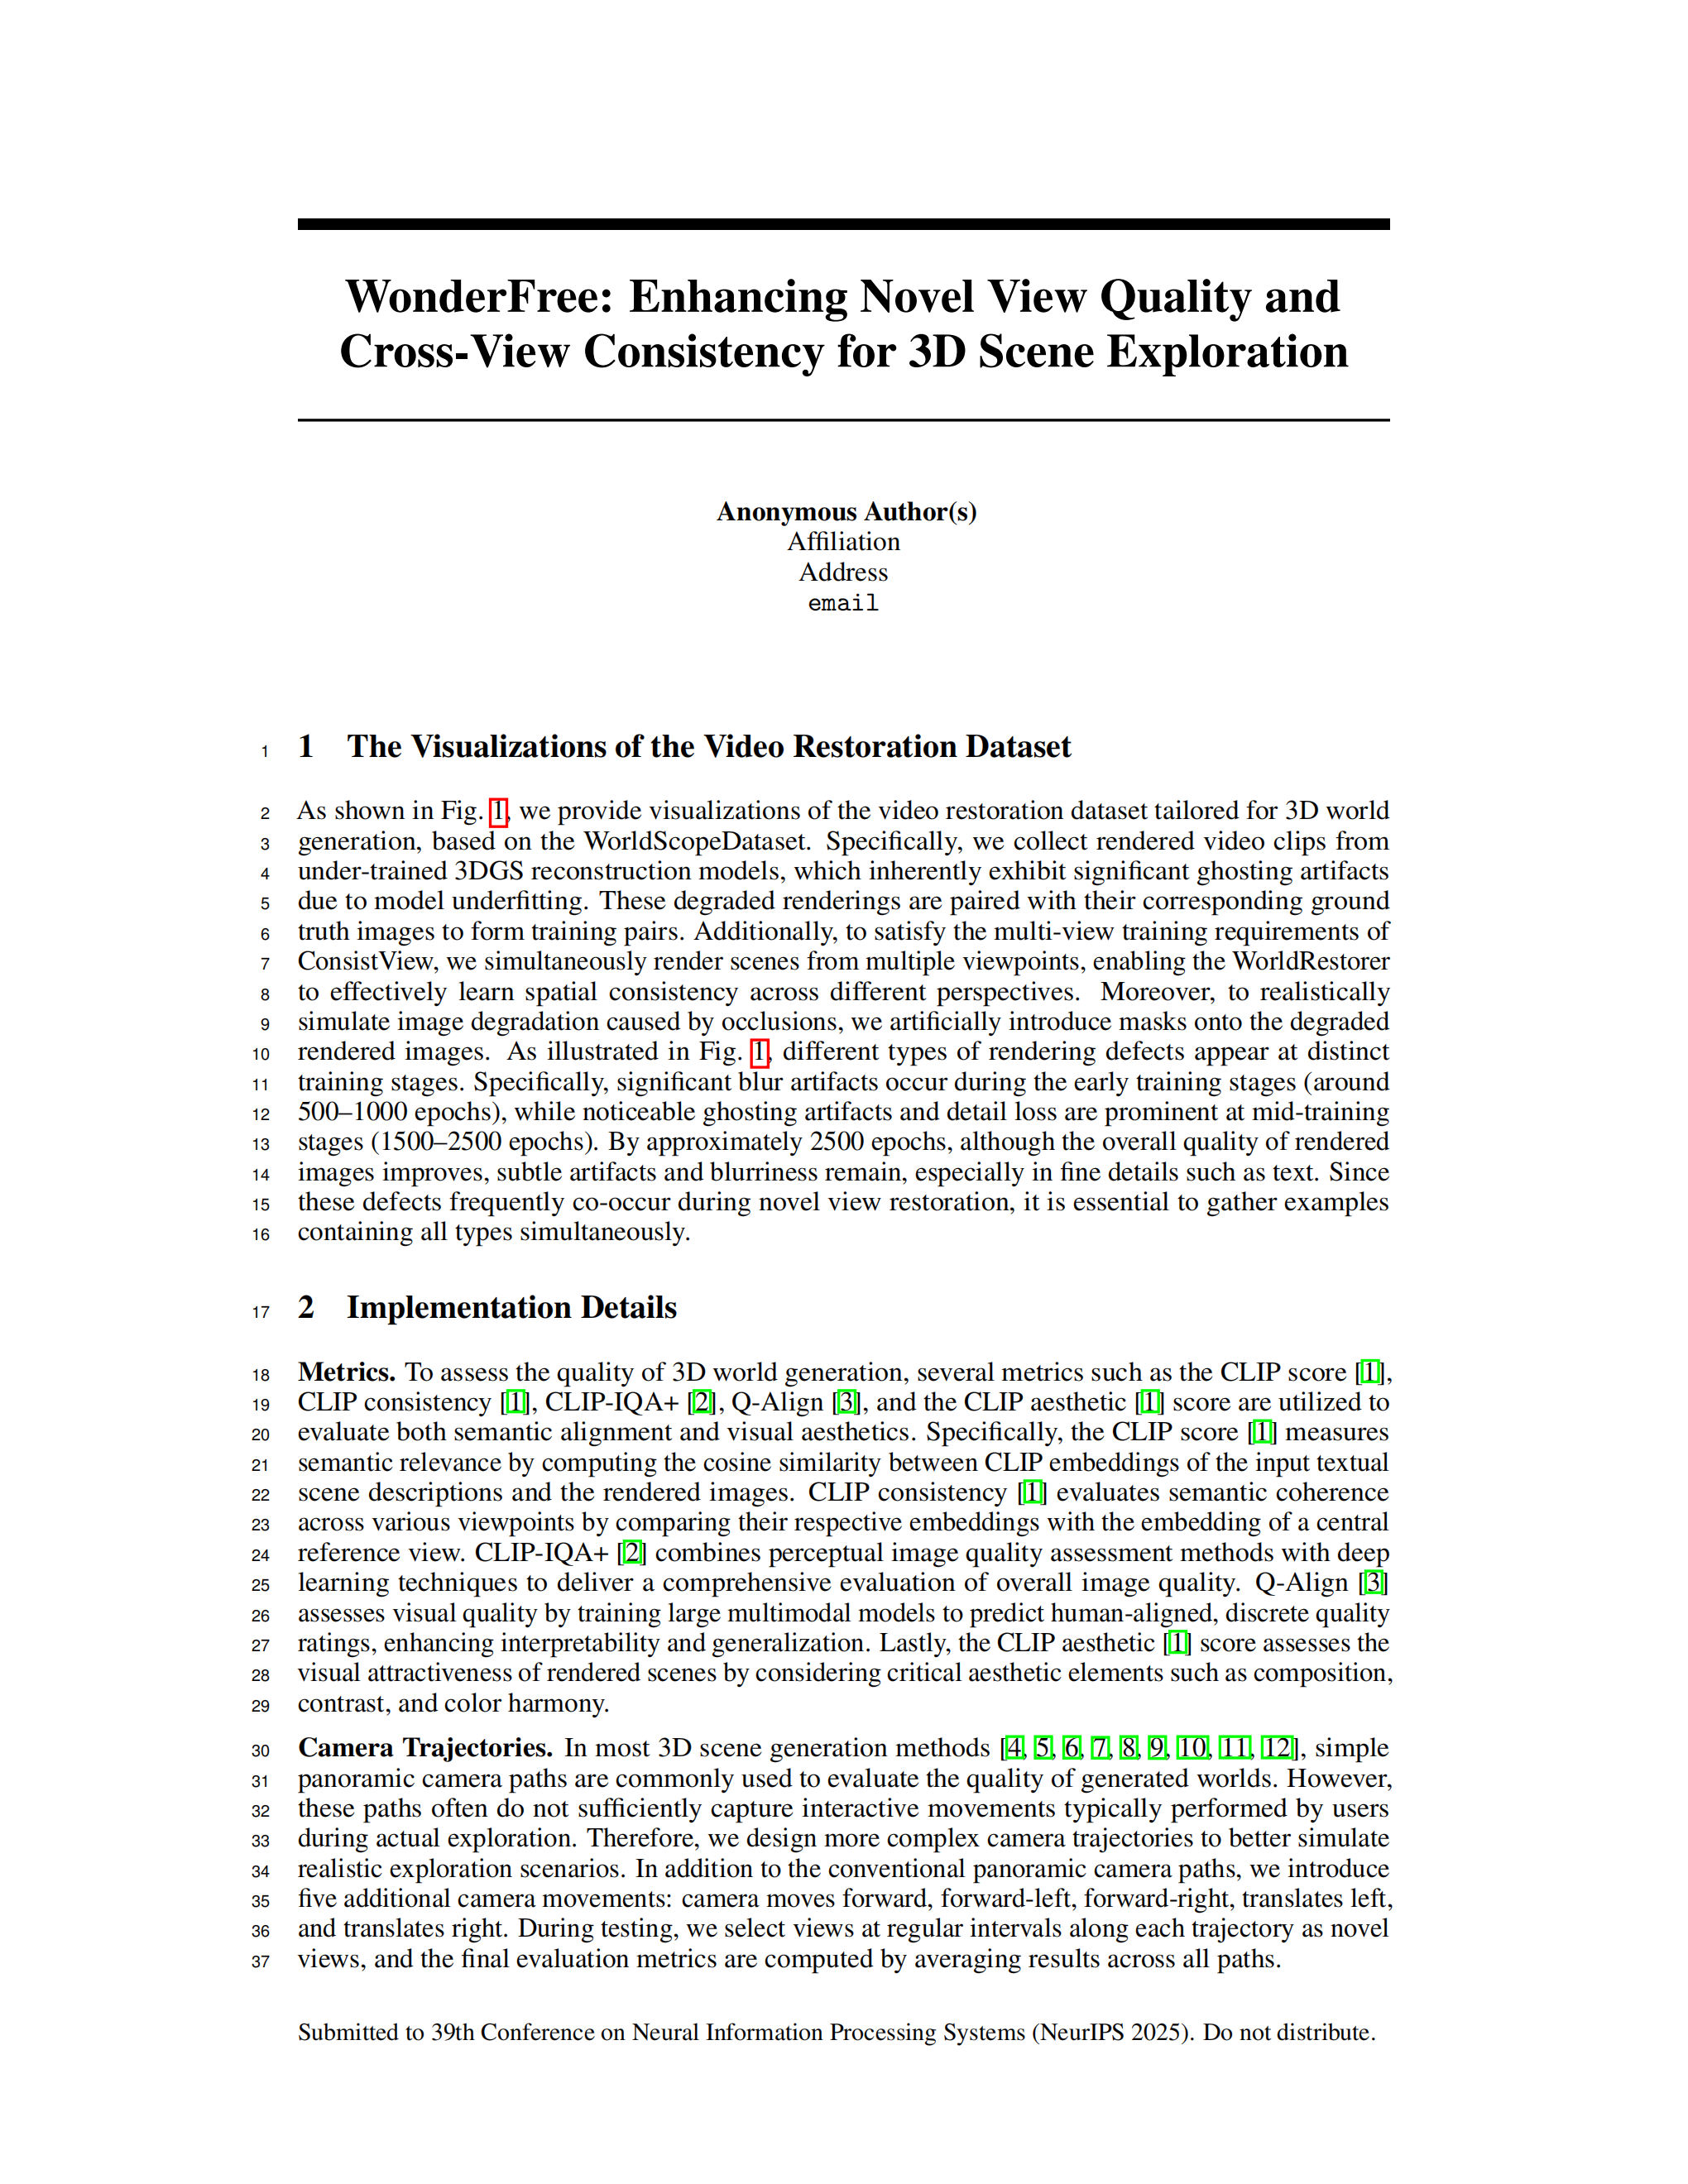 WonderFree: Enhancing Novel View Quality and
Cross-View Consistency for 3D Scene Exploration
Anonymous Author(s)
Affiliation
Address
email
1 1 The Visualizations of the Video Restoration Dataset
2 As shown in Fig. 1, we provide visualizations of the video restoration dataset tailored for 3D world
3 generation, based on the WorldScopeDataset. Specifically, we collect rendered video clips from
4 under-trained 3DGS reconstruction models, which inherently exhibit significant ghosting artifacts
5 due to model underfitting. These degraded renderings are paired with their corresponding ground
6 truth images to form training pairs. Additionally, to satisfy the multi-view training requirements of
7 ConsistView, we simultaneously render scenes from multiple viewpoints, enabling the WorldRestorer
8 to effectively learn spatial consistency across different perspectives. Moreover, to realistically
9 simulate image degradation caused by occlusions, we artificially introduce masks onto the degraded
10 rendered images. As illustrated in Fig. 1, different types of rendering defects appear at distinct
11 training stages. Specifically, significant blur artifacts occur during the early training stages (around
12 500–1000 epochs), while noticeable ghosting artifacts and detail loss are prominent at mid-training
13 stages (1500–2500 epochs). By approximately 2500 epochs, although the overall quality of rendered
14 images improves, subtle artifacts and blurriness remain, especially in fine details such as text. Since
15 these defects frequently co-occur during novel view restoration, it is essential to gather examples
16 containing all types simultaneously.
17 2 Implementation Details
18 Metrics. To assess the quality of 3D world generation, several metrics such as the CLIP score [1],
19 CLIP consistency [1], CLIP-IQA+ [2], Q-Align [3], and the CLIP aesthetic [1] score are utilized to
20 evaluate both semantic alignment and visual aesthetics. Specifically, the CLIP score [1] measures
21 semantic relevance by computing the cosine similarity between CLIP embeddings of the input textual
22 scene descriptions and the rendered images. CLIP consistency [1] evaluates semantic coherence
23 across various viewpoints by comparing their respective embeddings with the embedding of a central
24 reference view. CLIP-IQA+ [2] combines perceptual image quality assessment methods with deep
25 learning techniques to deliver a comprehensive evaluation of overall image quality. Q-Align [3]
26 assesses visual quality by training large multimodal models to predict human-aligned, discrete quality
27 ratings, enhancing interpretability and generalization. Lastly, the CLIP aesthetic [1] score assesses the
28 visual attractiveness of rendered scenes by considering critical aesthetic elements such as composition,
29 contrast, and color harmony.
30 Camera Trajectories. In most 3D scene generation methods [4, 5, 6, 7, 8, 9, 10, 11, 12], simple
31 panoramic camera paths are commonly used to evaluate the quality of generated worlds. However,
32 these paths often do not sufficiently capture interactive movements typically performed by users
33 during actual exploration. Therefore, we design more complex camera trajectories to better simulate
34 realistic exploration scenarios. In addition to the conventional panoramic camera paths, we introduce
35 five additional camera movements: camera moves forward, forward-left, forward-right, translates left,
36 and translates right. During testing, we select views at regular intervals along each trajectory as novel
37 views, and the final evaluation metrics are computed by averaging results across all paths.
Submitted to 39th Conference on Neural Information Processing Systems (NeurIPS 2025). Do not distribute.